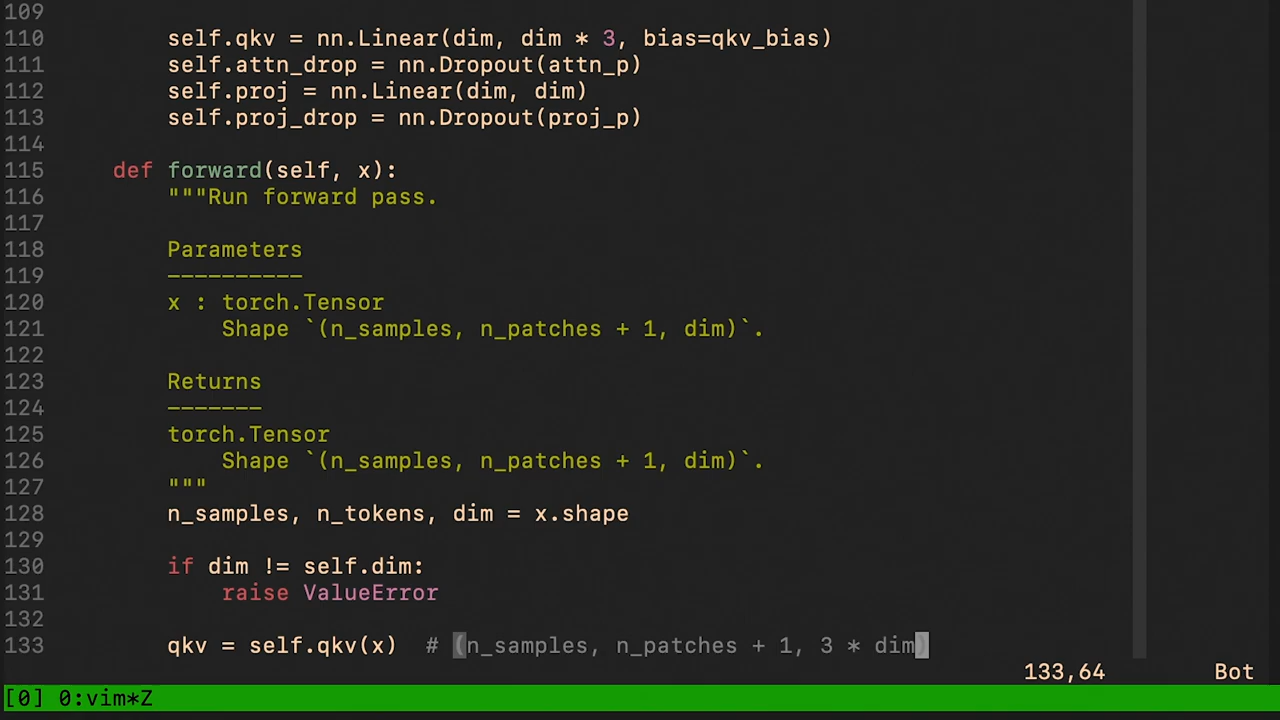 109
110        self.qkv = nn.Linear(dim, dim * 3, bias=qkv_bias)
111        self.attn_drop = nn.Dropout(attn_p)
112        self.proj = nn.Linear(dim, dim)
113        self.proj_drop = nn.Dropout(proj_p)
114
115    def forward(self, x):
116        """Run forward pass.
117
118        Parameters
119        ----------
120        x : torch.Tensor
121            Shape `(n_samples, n_patches + 1, dim)`.
122
123        Returns
124        -------
125        torch.Tensor
126            Shape `(n_samples, n_patches + 1, dim)`.
127        """
128        n_samples, n_tokens, dim = x.shape
129
130        if dim != self.dim:
131            raise ValueError
132
133        qkv = self.qkv(x)  # (n_samples, n_patches + 1, 3 * dim)
133,64        Bot
[0] 0:vim*Z